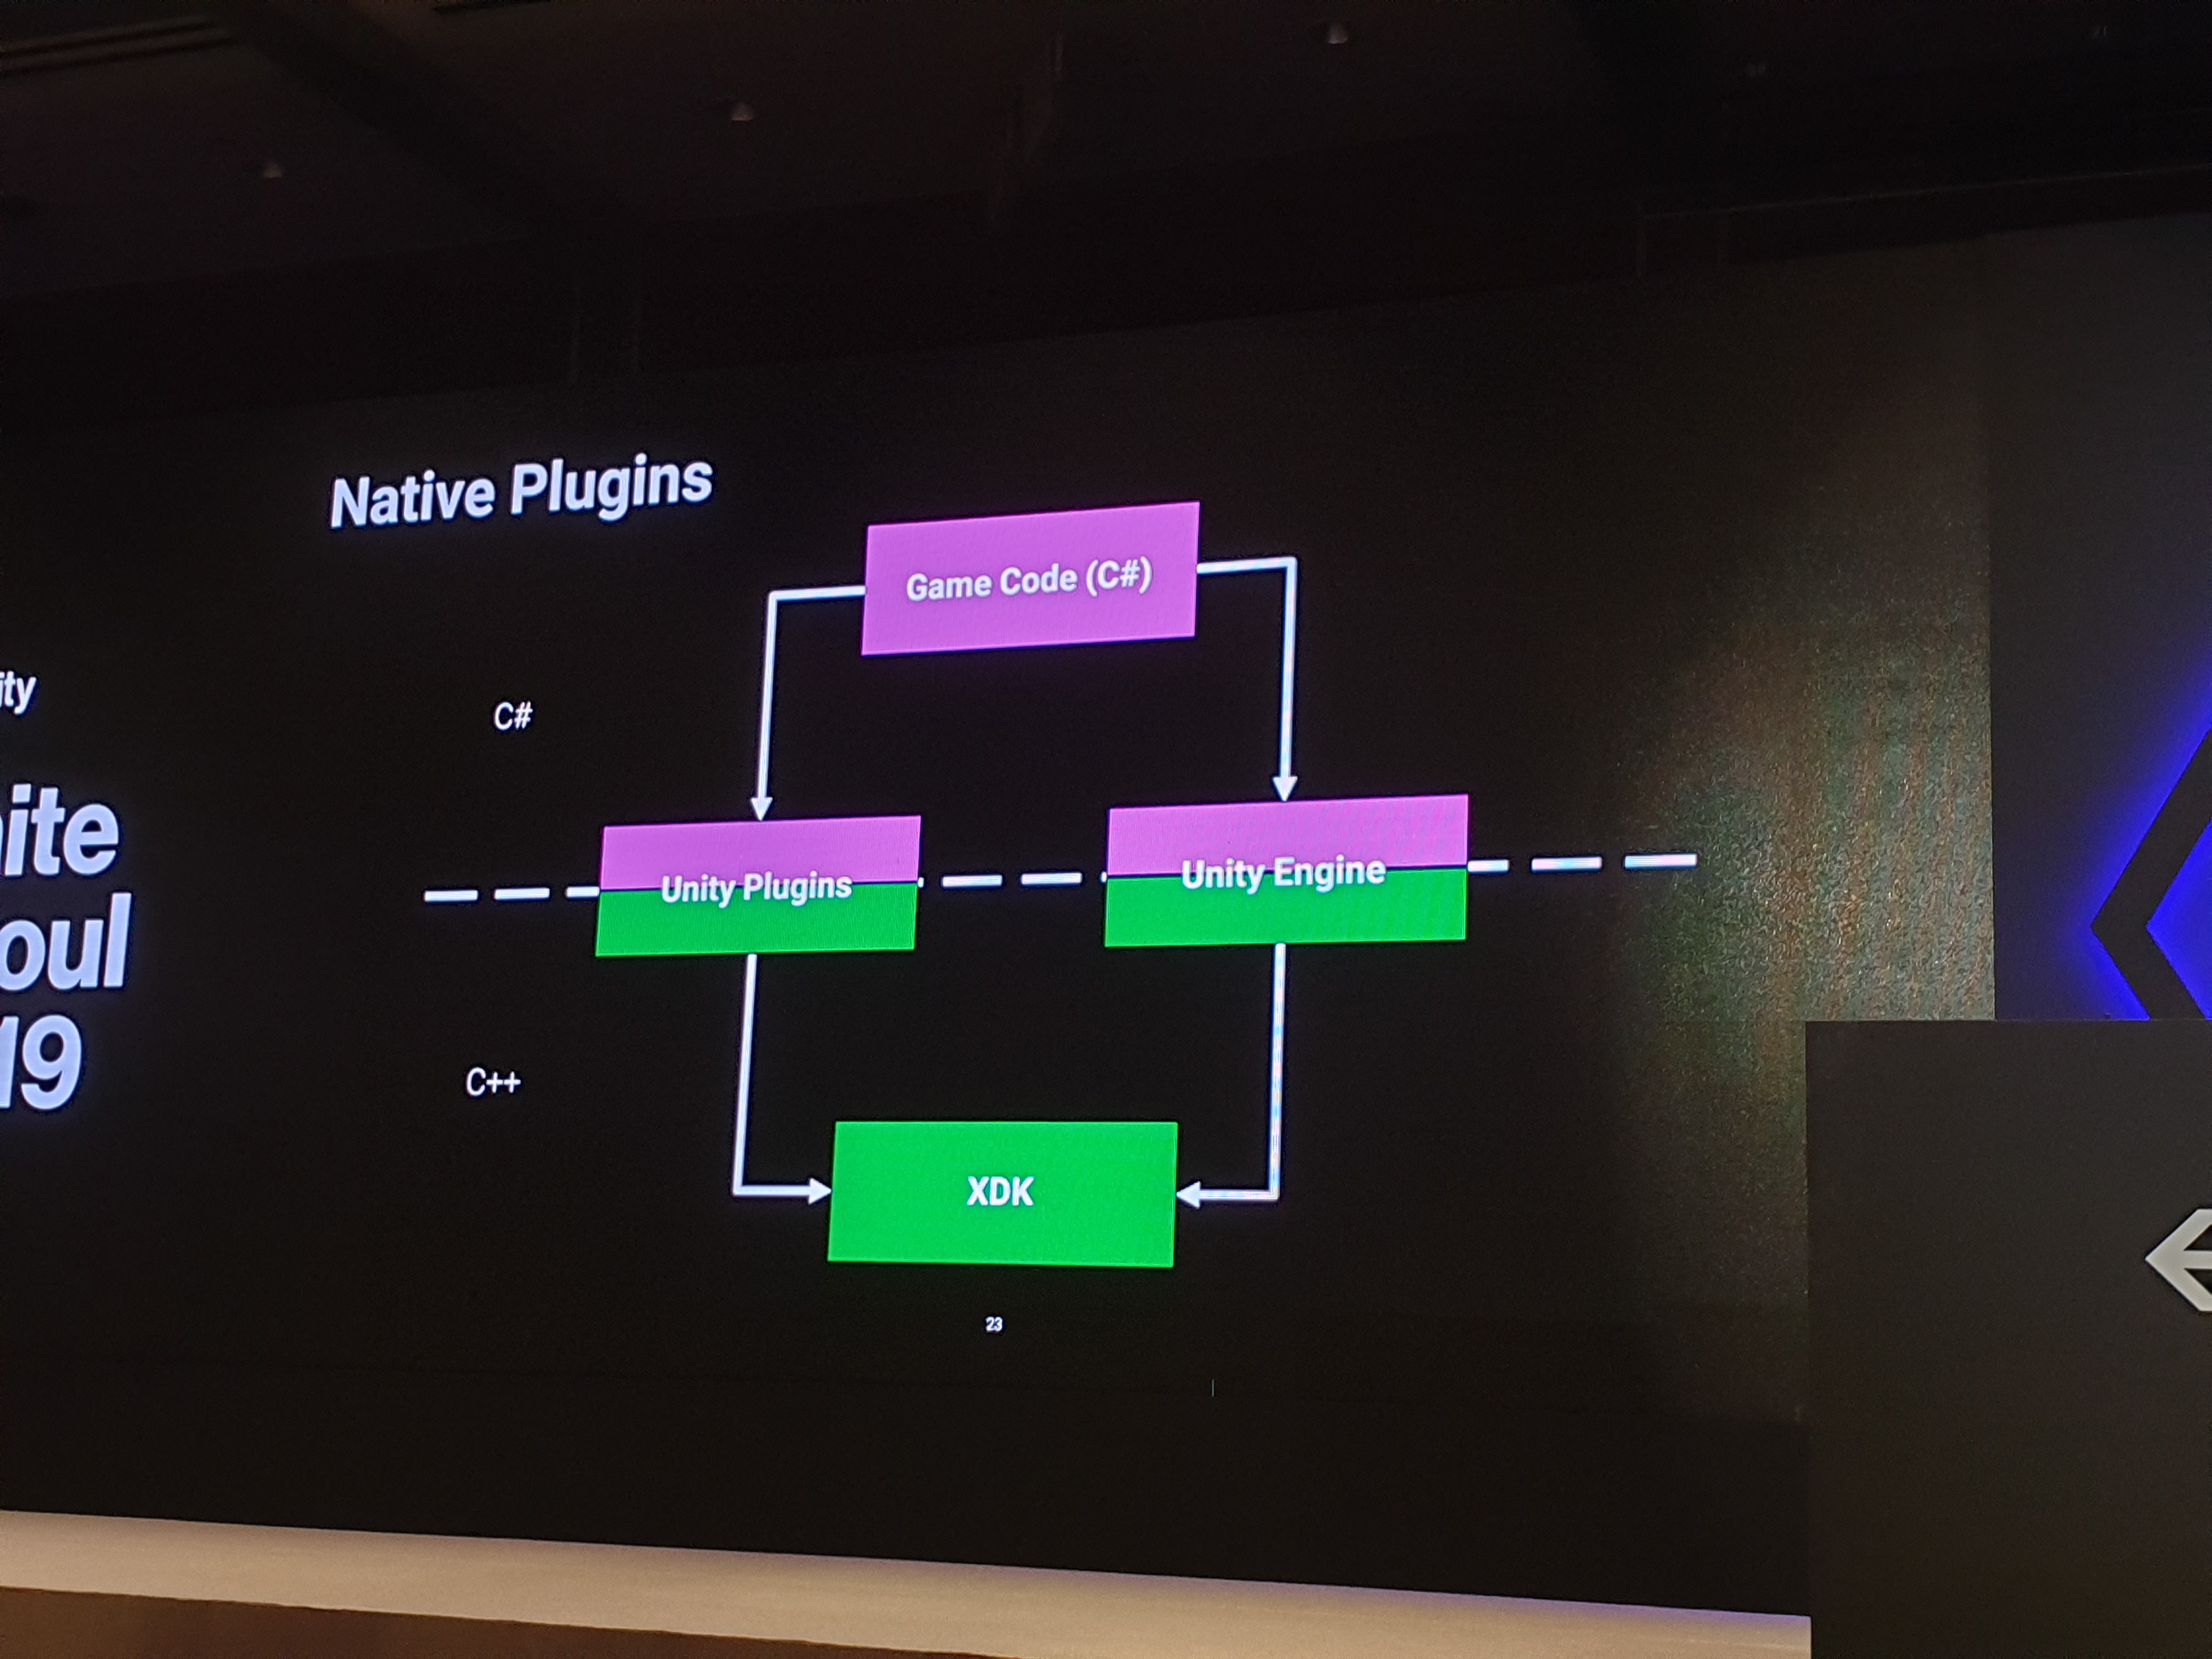 Native Plugins
Game Code (C#)
C#
Unity Plugins
Unity Engine
C++
XDK
23
ity
ite
oul
19